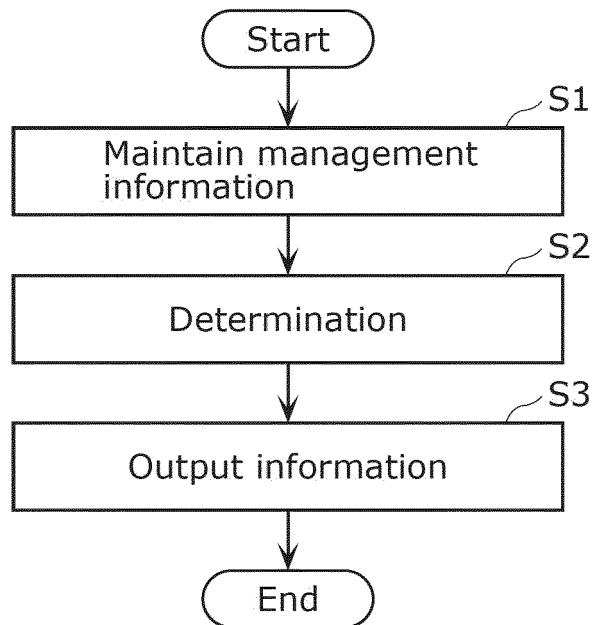 Start
S1
Maintain management
information
S2
Determination
S3
Output information
End